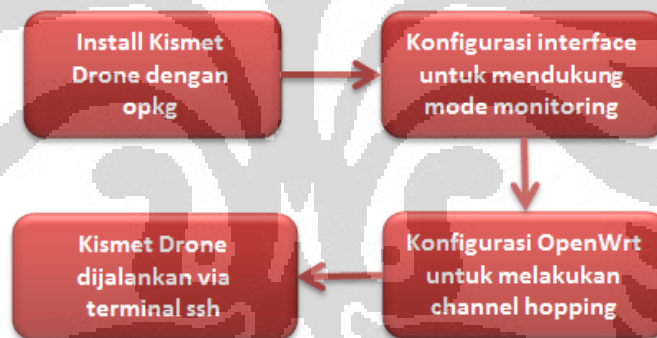 Install Kismet
Drone dengan
opkg
Konfigurasi interface
untuk mendukung
mode monitoring
Konfigurasi OpenWrt
untuk melakukan
channel hopping
Kismet Drone
dijalankan via
terminal ssh